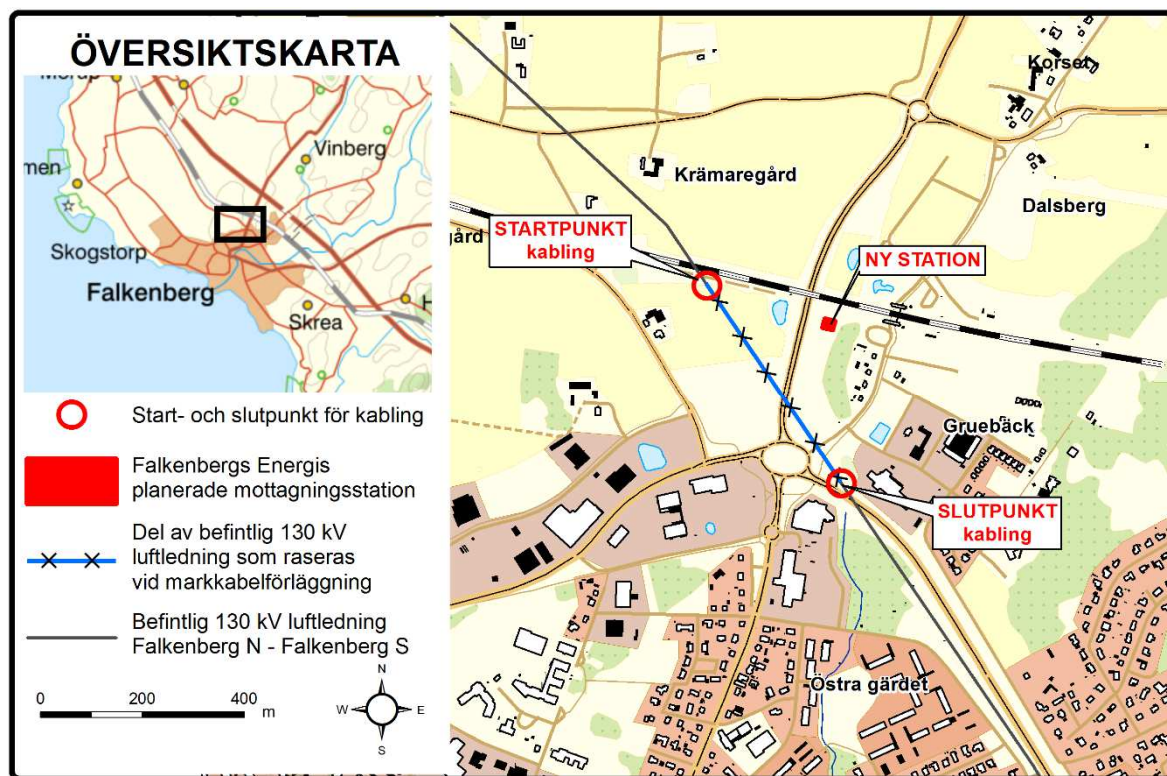 ÖVERSIKTSKARTA
Vinberg
Skogstorp
Falkenberg
Skrea
Start- och slutpunkt för kabling
Falkenbergs Energis
planerade mottagningsstation
Del av befintlig 130 kV
luftledning som raseras
vid markkabelförläggning
Befintlig 130 kV luftledning
Falkenberg N - Falkenberg S
0 200 400
m
N
W E
S
Korset
Krämaregård
Dalsberg
gård
STARTPUNKT
kabling
NY STATION
Gruebäck
SLUTPUNKT
kabling
Östra gärdet